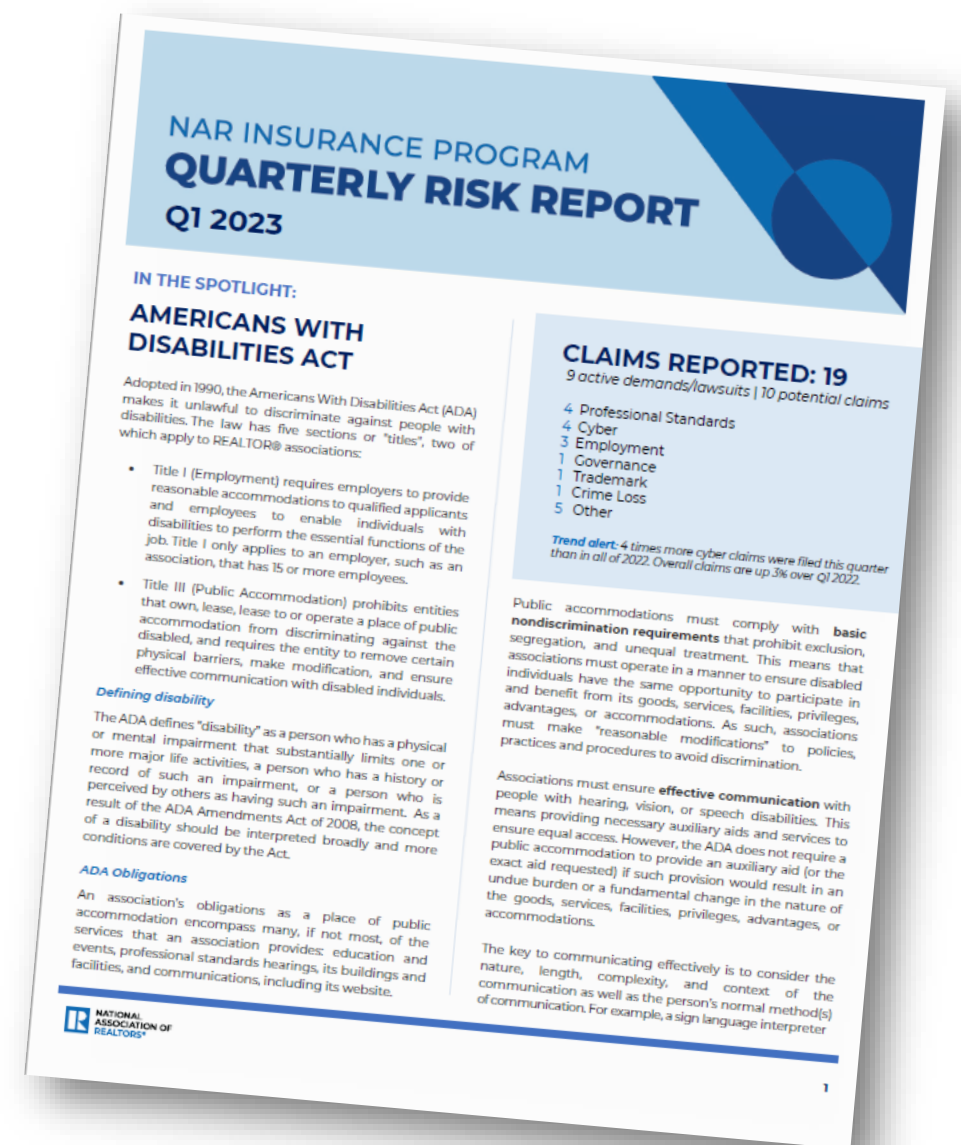 NAR INSURANCE PROGRAM
QUARTERLY RISK REPORT
Q1 2023
IN THE SPOTLIGHT:
AMERICANS WITH
DISABILITIES ACT
Adopted in 1990, the Americans With Disabilities Act (ADA)
makes it unlawful to discriminate against people with
disabilities. The law has five sections or "titles", two of
which apply to REALTOR® associations:
• Title I (Employment) requires employers to provide
reasonable accommodations to qualified applicants
and employees to enable individuals with
disabilities to perform the essential functions of the
job. Title I only applies to an employer, such as an
association, that has 15 or more employees.
• Title III (Public Accommodation) prohibits entities
that own, lease, lease to or operate a place of public
accommodation from discriminating against the
disabled, and requires the entity to remove certain
physical barriers, make modification, and ensure
effective communication with disabled individuals.
Defining disability
The ADA defines "disability" as a person who has a physical
or mental impairment that substantially limits one or
more major life activities, a person who has a history or
record of such an impairment, or a person who is
perceived by others as having such an impairment. As a
result of the ADA Amendments Act of 2008, the concept
of a disability should be interpreted broadly and more
conditions are covered by the Act.
ADA Obligations
An association's obligations as a place of public
accommodation encompass many, if not most, of the
services that an association provides: education and
events, professional standards hearings, its buildings and
facilities, and communications, including its website.
CLAIMS REPORTED: 19
9 active demands/lawsuits | 10 potential claims
4 Professional Standards
4 Cyber
3 Employment
1 Governance
1 Trademark
1 Crime Loss
5 Other
Trend alert: 4 times more cyber claims were filed this quarter
than in all of 2022. Overall claims are up 3% over Q1 2022.
Public accommodations must comply with basic
nondiscrimination requirements that prohibit exclusion,
segregation, and unequal treatment. This means that
associations must operate in a manner to ensure disabled
individuals have the same opportunity to participate in
and benefit from its goods, services, facilities, privileges,
advantages, or accommodations. As such, associations
must make "reasonable modifications" to policies,
practices and procedures to avoid discrimination.
Associations must ensure effective communication with
people with hearing, vision, or speech disabilities. This
means providing necessary auxiliary aids and services to
ensure equal access. However, the ADA does not require a
public accommodation to provide an auxiliary aid (or the
exact aid requested) if such provision would result in an
undue burden or a fundamental change in the nature of
the goods, services, facilities, privileges, advantages, or
accommodations.
The key to communicating effectively is to consider the
nature, length, complexity, and context of the
communication as well as the person's normal method(s)
of communication. For example, a sign language interpreter
NATIONAL
ASSOCIATION OF
REALTORS®
1